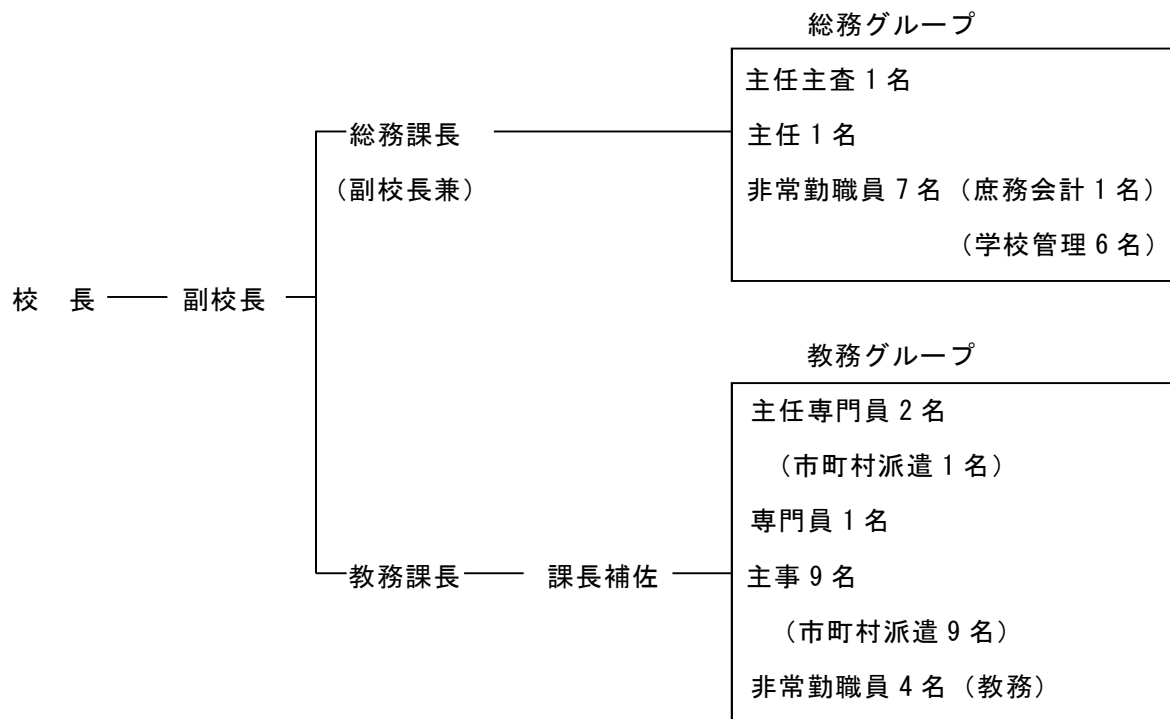 総務グループ
主任主査 1 名
主任 1 名
非常勤職員 7 名（庶務会計 1 名）
（学校管理 6 名）
総務課長
（副校長兼）
校　長
副校長
教務グループ
主任専門員 2 名
（市町村派遣 1 名）
専門員 1 名
主事 9 名
（市町村派遣 9 名）
非常勤職員 4 名（教務）
教務課長
課長補佐